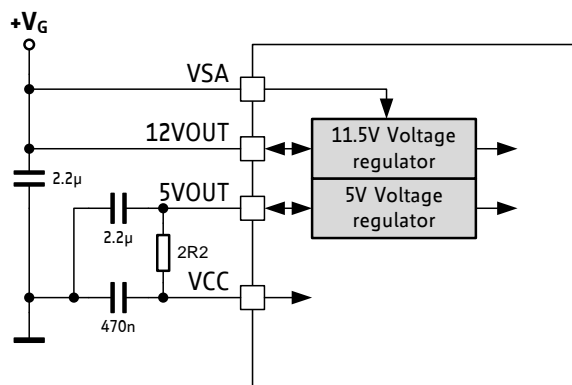 +VG
VSA
12VOUT
11.5V Voltage
regulator
2.2µ
5VOUT
5V Voltage
regulator
2.2µ
2R2
VCC
470n